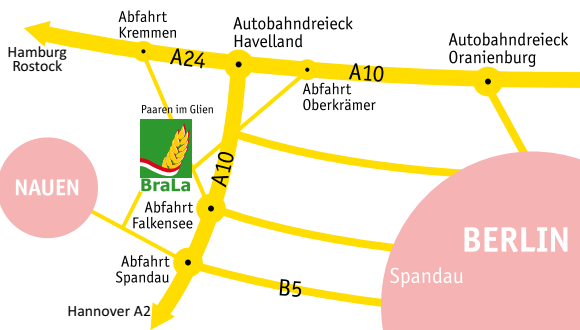 Abfahrt
Kremmen
Autobahndreieck
Havelland
Autobahndreieck
Oranienburg
Hamburg
Rostock
A24
A10
Abfahrt
Oberkrämer
Paaren im Glien
BraLa
A10
NAUEN
Abfahrt
Falkensee
BERLIN
Abfahrt
Spandau
Spandau
B5
Hannover A2